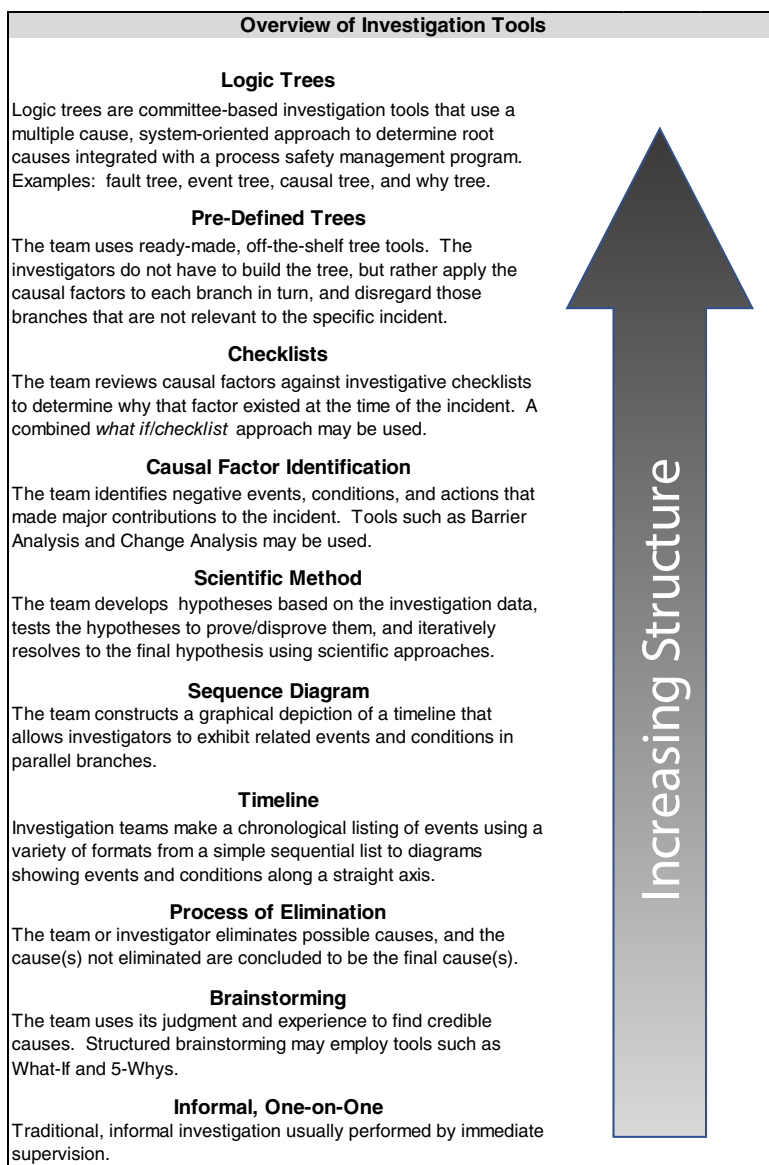 Overview of Investigation Tools
Logic Trees
Logic trees are committee-based investigation tools that use a
multiple cause, system-oriented approach to determine root
causes integrated with a process safety management program.
Examples:  fault tree, event tree, causal tree, and why tree.
Pre-Defined Trees
The team uses ready-made, off-the-shelf tree tools.  The
investigators do not have to build the tree, but rather apply the
causal factors to each branch in turn, and disregard those
branches that are not relevant to the specific incident.
Checklists
The team reviews causal factors against investigative checklists
to determine why that factor existed at the time of the incident.  A
combined what if/checklist approach may be used.
Causal Factor Identification
The team identifies negative events, conditions, and actions that
made major contributions to the incident.  Tools such as Barrier
Analysis and Change Analysis may be used.
Scientific Method
The team develops  hypotheses based on the investigation data,
tests the hypotheses to prove/disprove them, and iteratively
resolves to the final hypothesis using scientific approaches.
Sequence Diagram
The team constructs a graphical depiction of a timeline that
allows investigators to exhibit related events and conditions in
parallel branches.
Timeline
Investigation teams make a chronological listing of events using a
variety of formats from a simple sequential list to diagrams
showing events and conditions along a straight axis.
Process of Elimination
The team or investigator eliminates possible causes, and the
cause(s) not eliminated are concluded to be the final cause(s).
Brainstorming
The team uses its judgment and experience to find credible
causes.  Structured brainstorming may employ tools such as
What-If and 5-Whys.
Informal, One-on-One
Traditional, informal investigation usually performed by immediate
supervision.
Increasing Structure